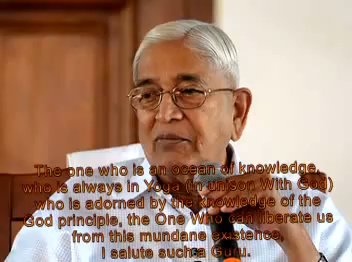 The one who is an ocean of knowledge,
who is always in Yoga (in unison With God)
who is adorned by the knowledge of the
God principle, the One Who can liberate us
from this mundane existence,
I salute such a Guru.